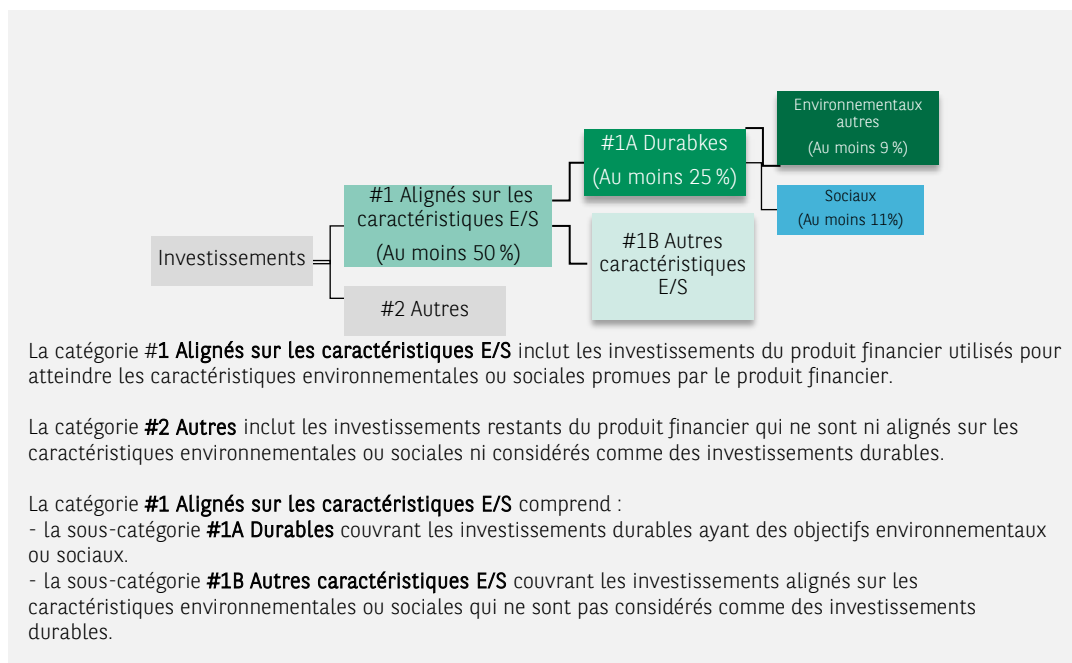 Environnementaux
autres
(Au moins 9 %)
#1A Durabkes
(Au moins 25 %)
#1 Alignés sur les
caractéristiques E/S
(Au moins 50 %)
Sociaux
(Au moins 11%)
#1B Autres
caractéristiques
E/S
Investissements
#2 Autres
La catégorie #1 Alignés sur les caractéristiques E/S inclut les investissements du produit financier utilisés pour
atteindre les caractéristiques environnementales ou sociales promues par le produit financier.
La catégorie #2 Autres inclut les investissements restants du produit financier qui ne sont ni alignés sur les
caractéristiques environnementales ou sociales ni considérés comme des investissements durables.
La catégorie #1 Alignés sur les caractéristiques E/S comprend :
- la sous-catégorie #1A Durables couvrant les investissements durables ayant des objectifs environnementaux
ou sociaux.
- la sous-catégorie #1B Autres caractéristiques E/S couvrant les investissements alignés sur les
caractéristiques environnementales ou sociales qui ne sont pas considérés comme des investissements
durables.